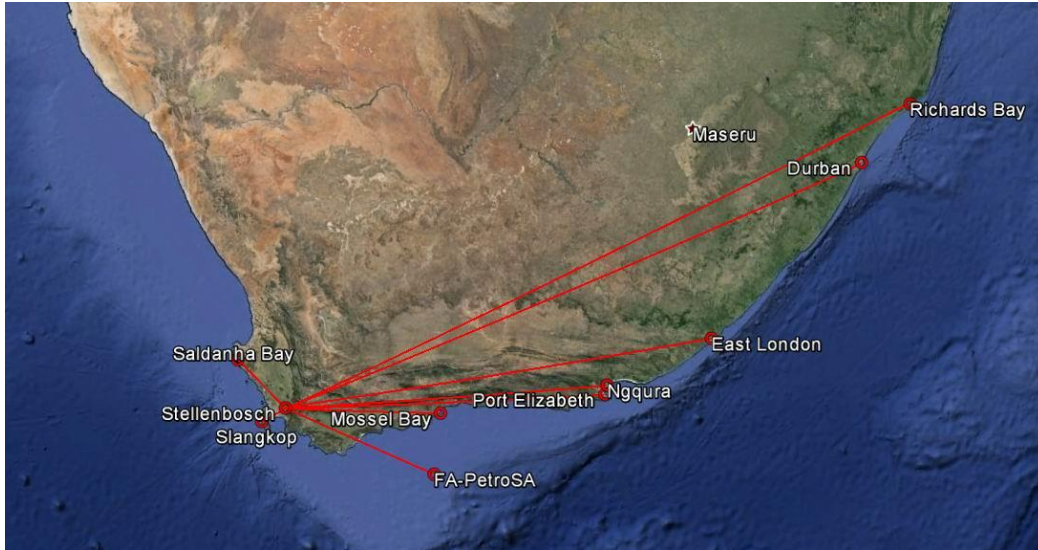 Richards Bay
Maseru
Durban
East London
Saldanha Bay
Ngqura
Port Elizabeth
Stellenbosch
Mossel Bay
Slangkop
FA-PetroSA